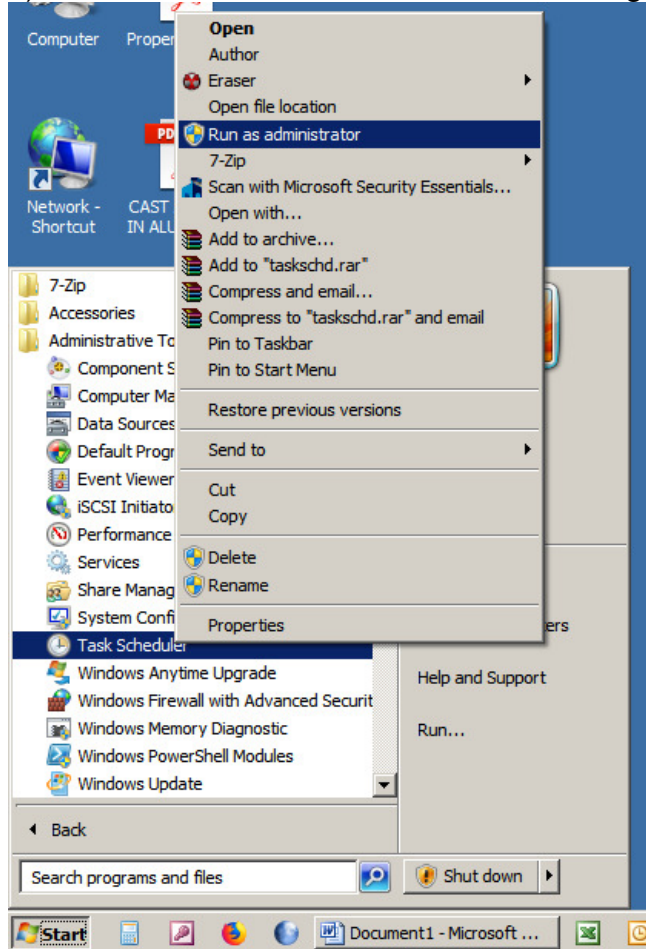 Computer
Proper
Open
Author
Eraser
Open file location
Run as administrator
7-Zip
Scan with Microsoft Security Essentials...
Open with...
Add to archive...
Add to "taskschd.rar"
Compress and email...
Compress to "taskschd.rar" and email
Pin to Taskbar
Pin to Start Menu
Restore previous versions
Send to
Cut
Copy
Delete
Rename
Properties
PD
Network -
Shortcut
CAST
IN ALU
7-Zip
Accessories
Administrative To
Component S
Computer Ma
Data Sources
Default Progr
Event Viewer
iSCSI Initiato
Performance
Services
Share Manag
System Confi
Task Scheduler
Windows Anytime Upgrade
Windows Firewall with Advanced Securit
Windows Memory Diagnostic
Windows PowerShell Modules
Windows Update
Back
Search programs and files
ers
Help and Support
Run...
Shut down
Start
Document1 - Microsoft ...